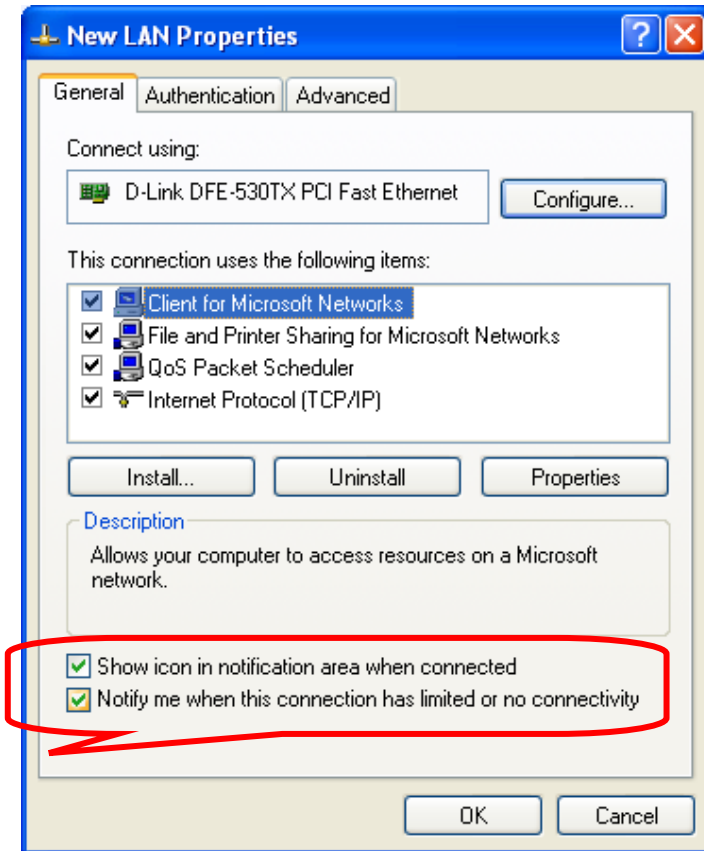 New LAN Properties
General Authentication Advanced
Connect using:
D-Link DFE-530TX PCI Fast Ethernet
Configure...
This connection uses the following items:
Client for Microsoft Networks
File and Printer Sharing for Microsoft Networks
QoS Packet Scheduler
Internet Protocol (TCP/IP)
Install... Uninstall Properties
Description
Allows your computer to access resources on a Microsoft
network.
Show icon in notification area when connected
Notify me when this connection has limited or no connectivity
OK Cancel